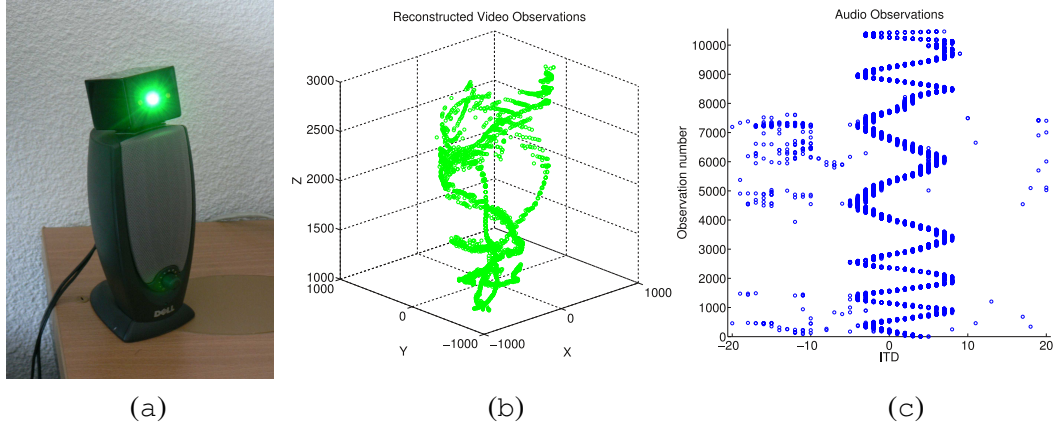 DELL
(a)
Reconstructed Video Observations
3000
2500
2000
1500
1000
Z
1000
0
−1000
Y
−1000
0
1000
X
(b)
Audio Observations
10000
9000
8000
7000
6000
5000
4000
3000
2000
1000
0
Observation number
−20
−10
0
10
20
ITD
(c)